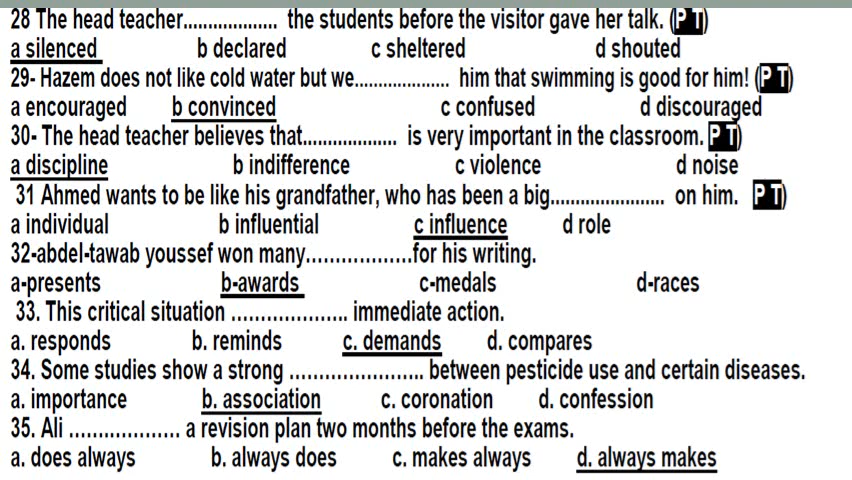 28 The head teacher................... the students before the visitor gave her talk. (P T)
a silenced b declared c sheltered d shouted
29- Hazem does not like cold water but we................... him that swimming is good for him! (P T)
a encouraged b convinced c confused d discouraged
30- The head teacher believes that................... is very important in the classroom. P T)
a discipline b indifference c violence d noise
31 Ahmed wants to be like his grandfather, who has been a big....................... on him. P T)
a individual b influential c influence d role
32-abdel-tawab youssef won many………………for his writing.
a-presents b-awards c-medals d-races
33. This critical situation ………………… immediate action.
a. responds b. reminds c. demands d. compares
34. Some studies show a strong …………………… between pesticide use and certain diseases.
a. importance b. association c. coronation d. confession
35. Ali ………………… a revision plan two months before the exams.
a. does always b. always does c. makes always d. always makes